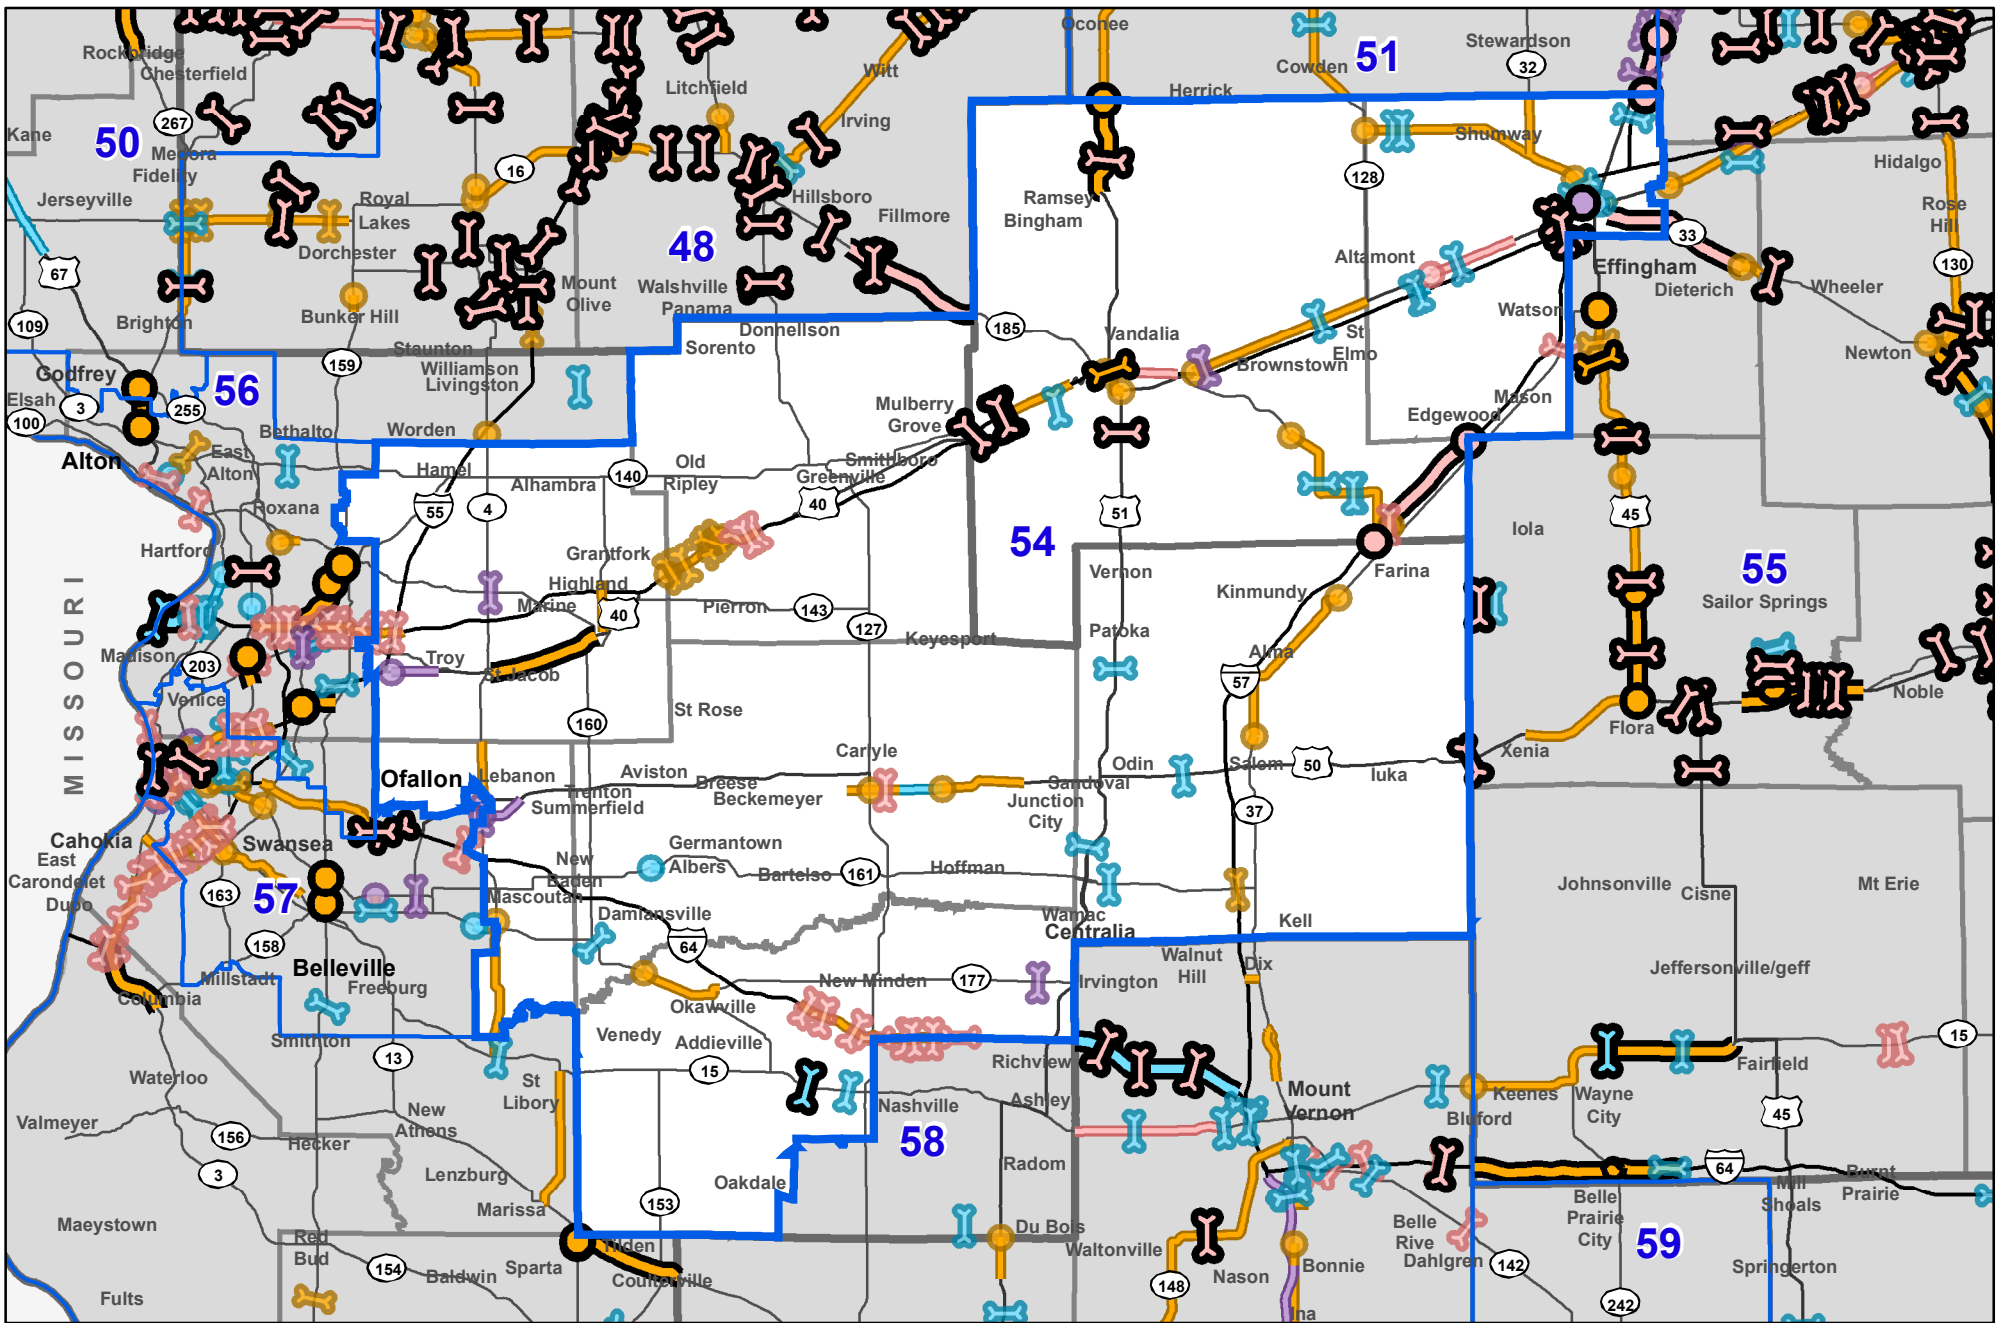 Oconee
51
Stewardson
Rockbridge
Chesterfield
Cowden
32
Witt
Litchfield
Herrick
267
Kane
50
Irving
Shumway
Medora
Fidelity
16
128
Hidalgo
Jerseyville
Royal
Lakes
Hillsboro
Fillmore
Ramsey
Bingham
Rose
Hill
33
Dorchester
48
Altamont
Effingham
130
67
Mount
Olive
Walshville
Panama
Dieterich
Wheeler
109
Brighton
Bunker Hill
Donnellson
185
Watson
Vandalia
St
Elmo
Sorento
Staunton
Williamson
Livingston
159
Brownstown
Newton
Godfrey
56
Elsah
3
255
100
Mulberry
Grove
Mason
Edgewood
Bethalto
Worden
Alton
East
Alton
Hamel
Alhambra
140
Old
Ripley
Smithboro
Greenville
40
55
4
Roxana
51
45
Iola
Hartford
54
Grantfork
Vernon
Farina
55
Highland
Marine
40
Pierron
143
127
Kinmundy
Sailor Springs
MISSOURI
Madison
203
Troy
St Jacob
Keyesport
Patoka
Alma
57
Venice
160
St Rose
Noble
Flora
Carlyle
Xenia
Ofallon
Lebanon
Trenton
Summerfield
Aviston
Breese
Beckemeyer
Odin
Sandoval
Junction
City
Salem
50
Iuka
37
Cahokia
Swansea
East
Carondelet
Dupo
163
57
New
Baden
Germantown
Albers
Bartelso
161
Hoffman
Johnsonville
Cisne
Mt Erie
Mascoutah
Damiansville
Wamac
Centralia
Kell
158
Belleville
Freeburg
Millstadt
Columbia
64
New Minden
177
Irvington
Walnut
Hill
Dix
Jeffersonville/geff
Okawville
Smithton
13
Venedy
Addieville
15
Richview
15
Waterloo
St
Libory
Nashville
Ashley
Mount
Vernon
Fairfield
Keenes
Wayne
City
Bluford
45
Valmeyer
156
New
Athens
Hecker
58
3
Lenzburg
Radom
64
Burnt
Prairie
Mill
Shoals
Marissa
Oakdale
153
Belle
Prairie
City
59
Maeystown
Du Bois
Waltonville
Belle
Rive
Dahlgren
Red
Bud
154
Baldwin
Sparta
Tilden
Coulterville
148
Nason
Bonnie
142
Springerton
Fults
Ina
242